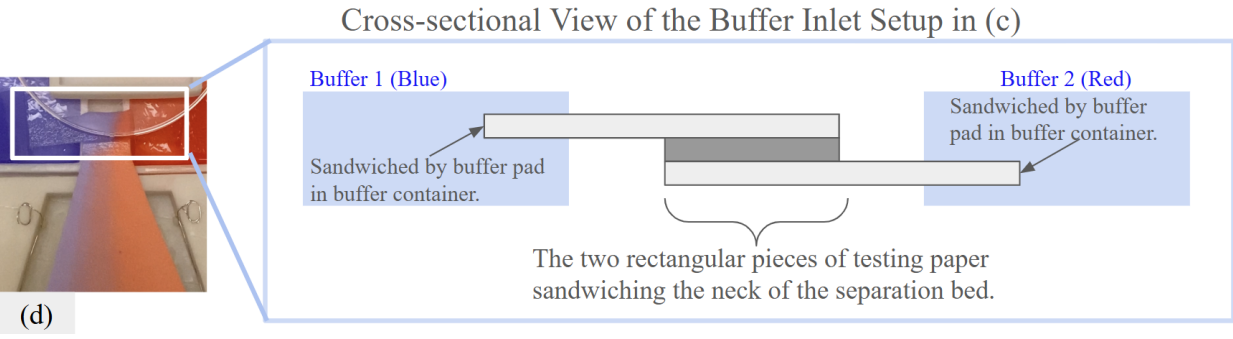 Cross-sectional View of the Buffer Inlet Setup in (c)
Buffer 1 (Blue)
Buffer 2 (Red)
Sandwiched by buffer
pad in buffer container.
Sandwiched by buffer pad
in buffer container.
The two rectangular pieces of testing paper
sandwiching the neck of the separation bed.
(d)